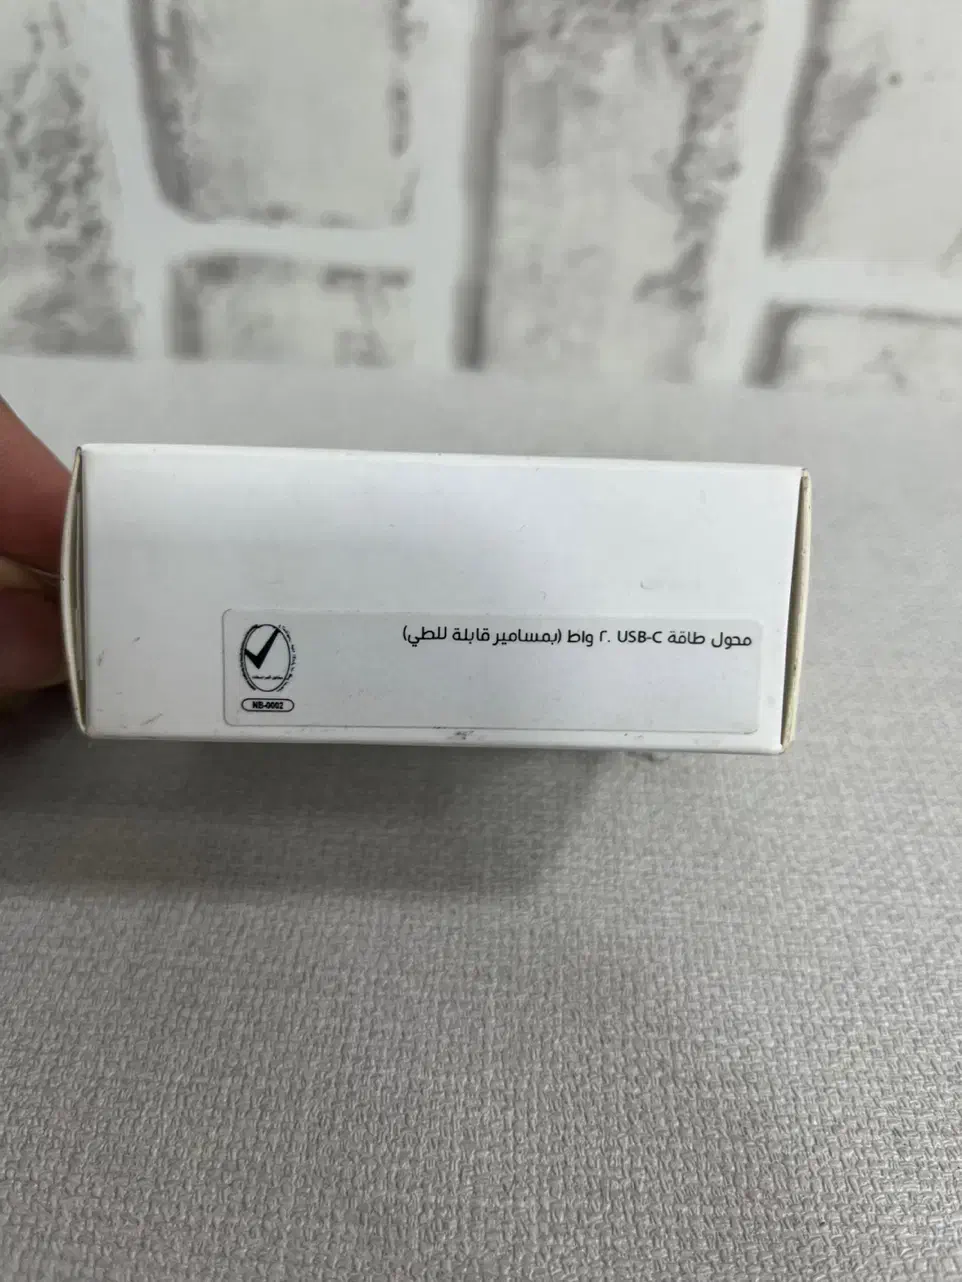 محول طاقة USB-C ٢٠ واط (بمسامير قابلة للطي)
NB-0002